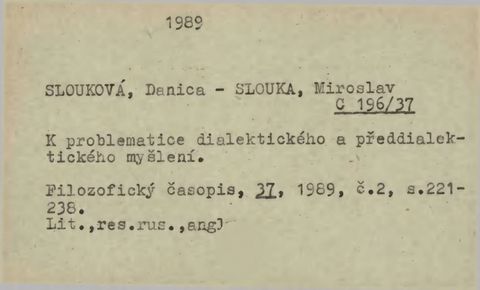 1989
SLOUKOVÁ, Danica - SLOUKA, Miroslav
C 196/37
K problematice dialektického a předdialek-
tického myšlení.
Filozofický časopis, 37, 1989, č.2, s.221-
238.
Lit.,res.rus.,ang)